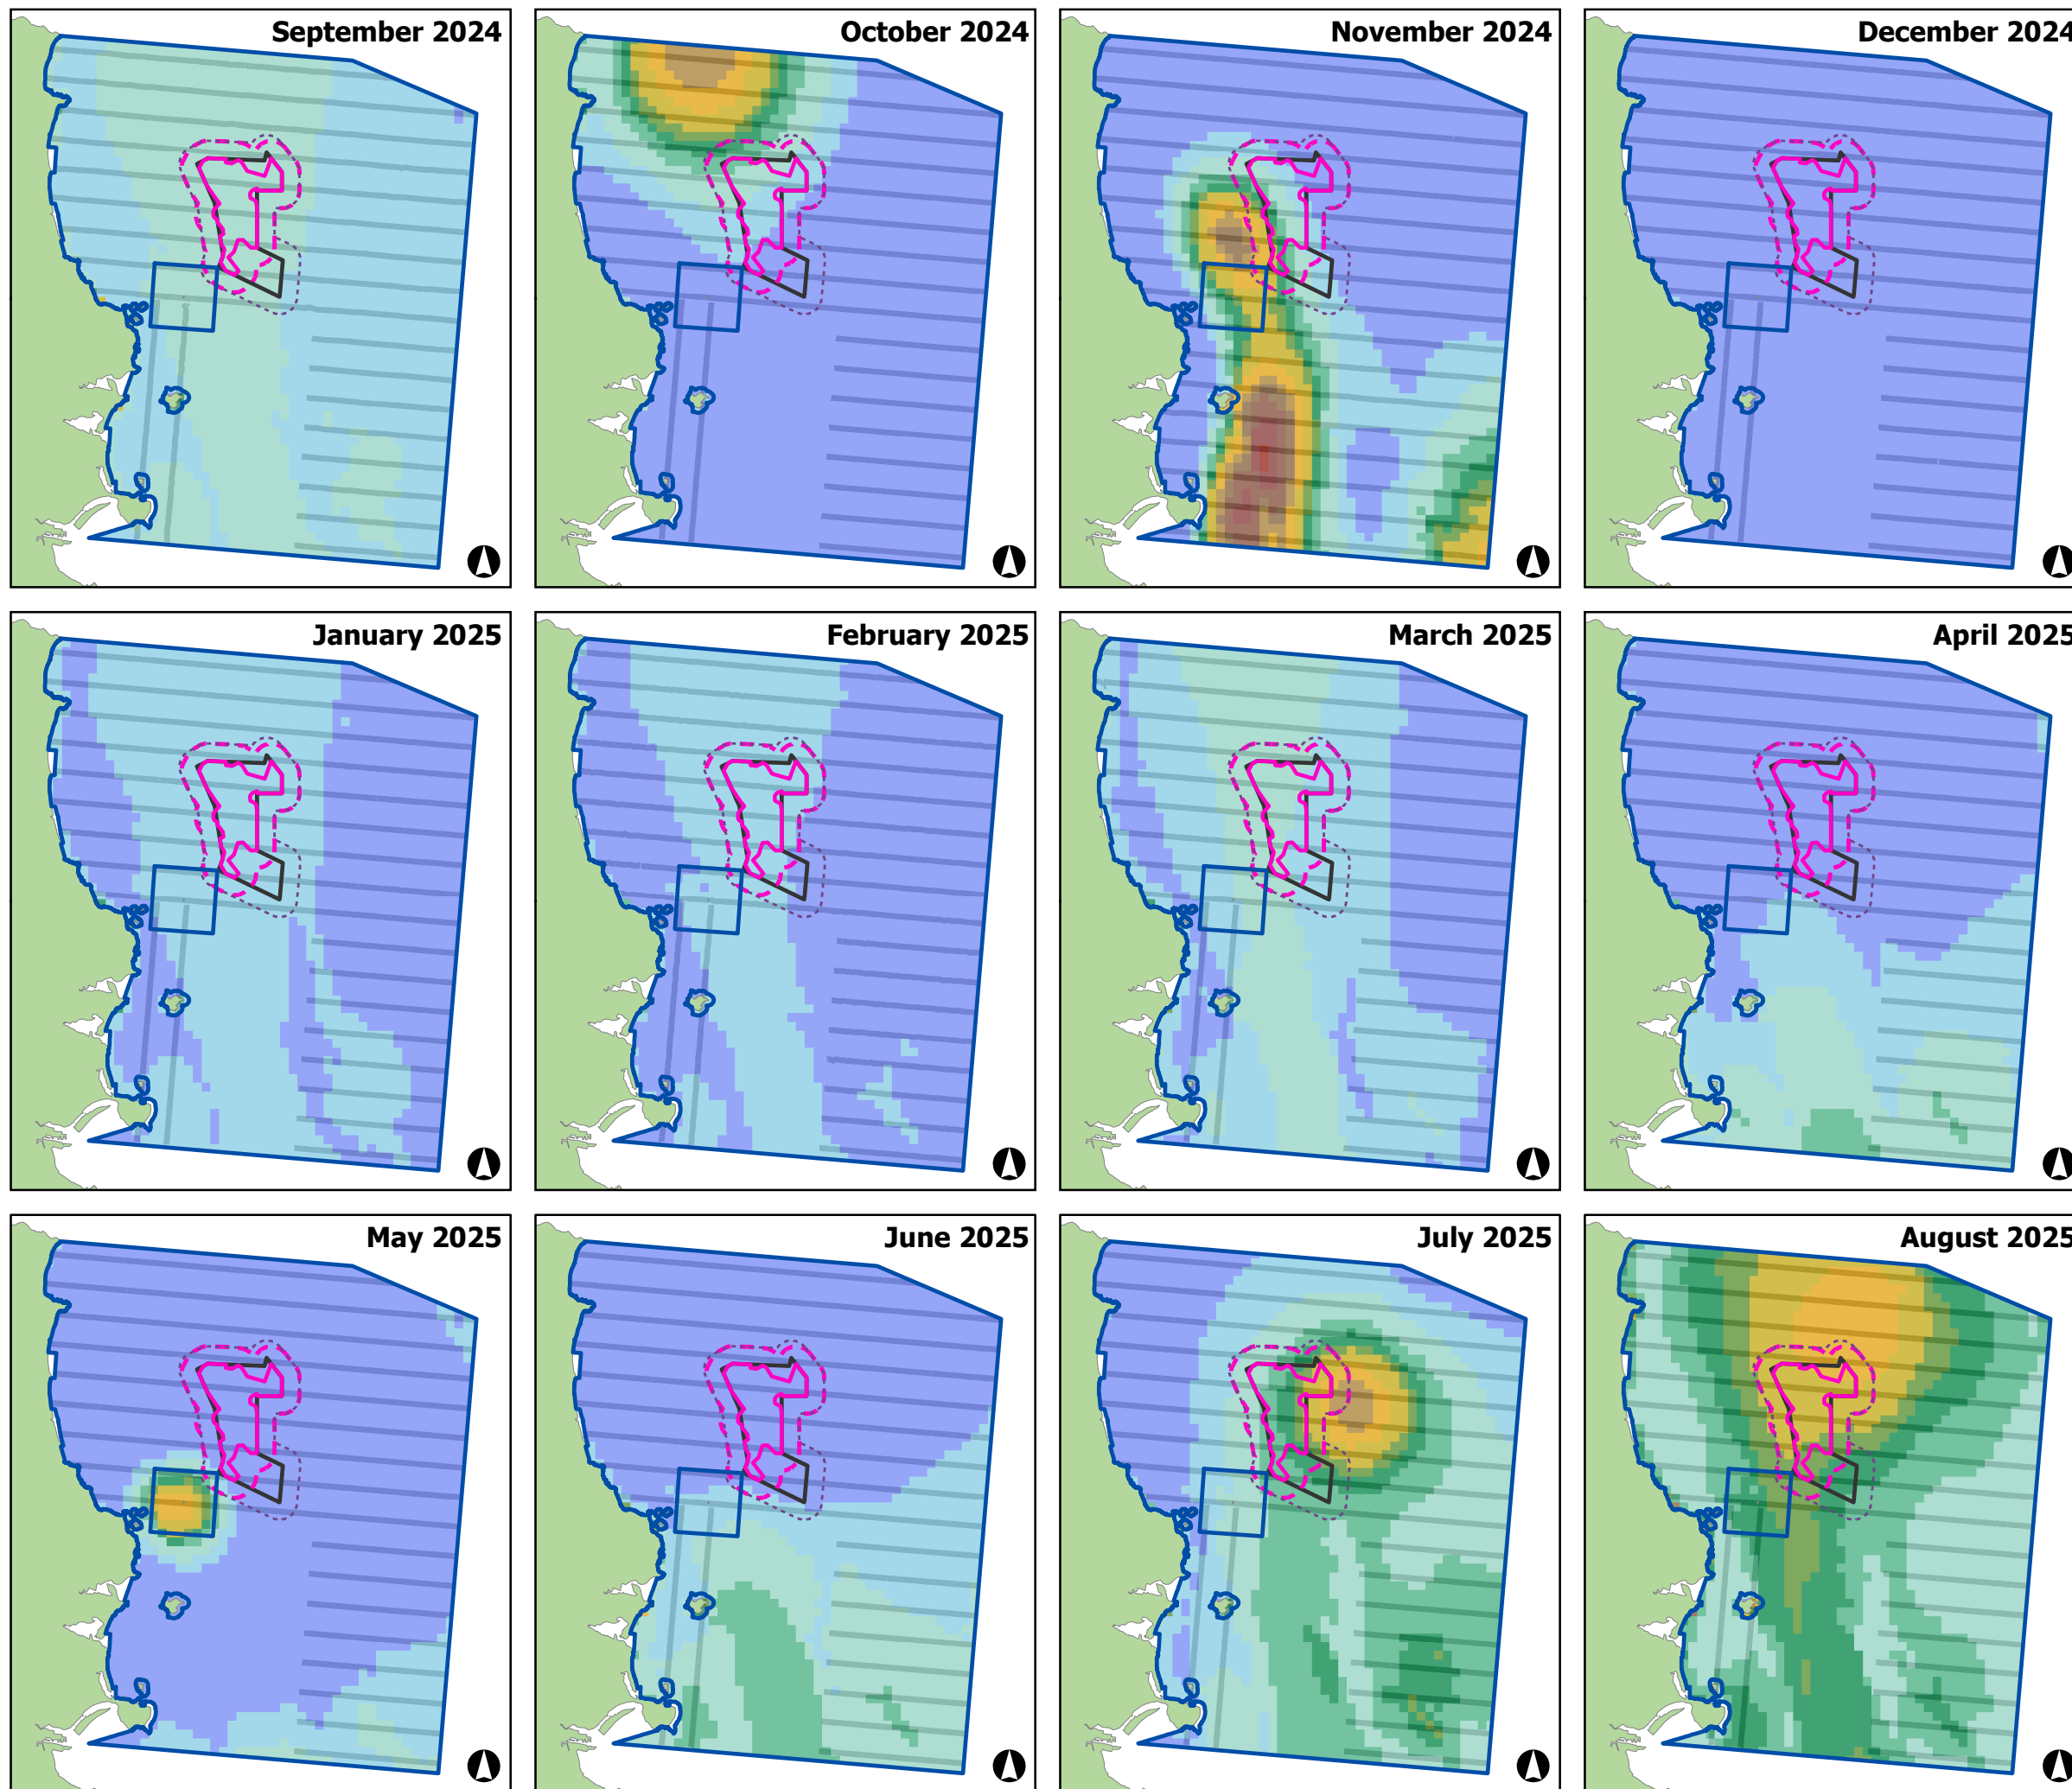 September 2024
October 2024
November 2024
December 2024
January 2025
February 2025
March 2025
April 2025
May 2025
June 2025
July 2025
August 2025